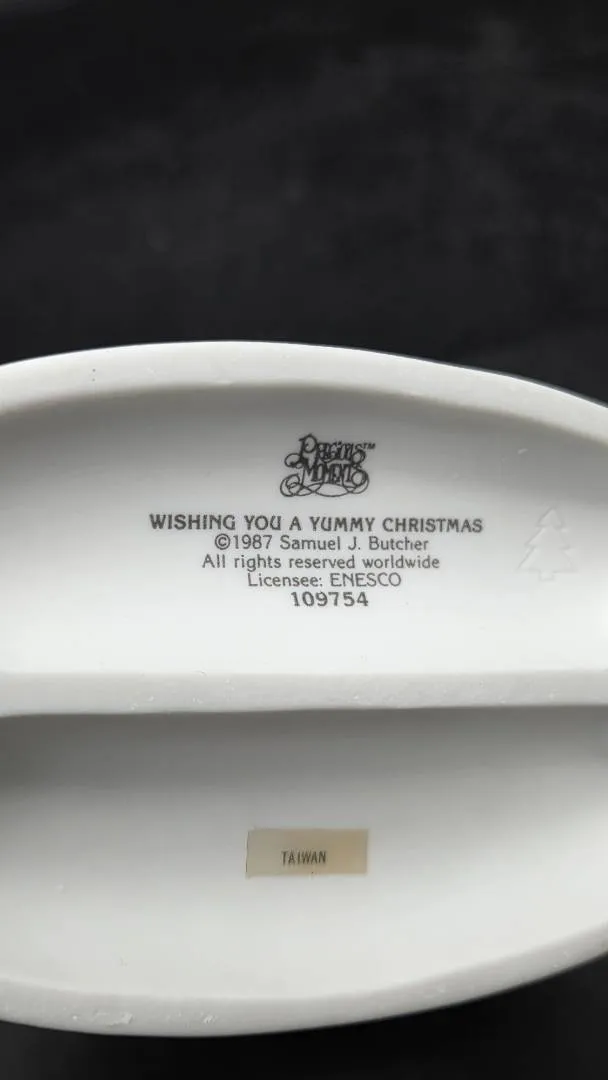 Precious
Moments™
WISHING YOU A YUMMY CHRISTMAS
©1987 Samuel J. Butcher
All rights reserved worldwide
Licensee: ENESCO
109754
TAIWAN